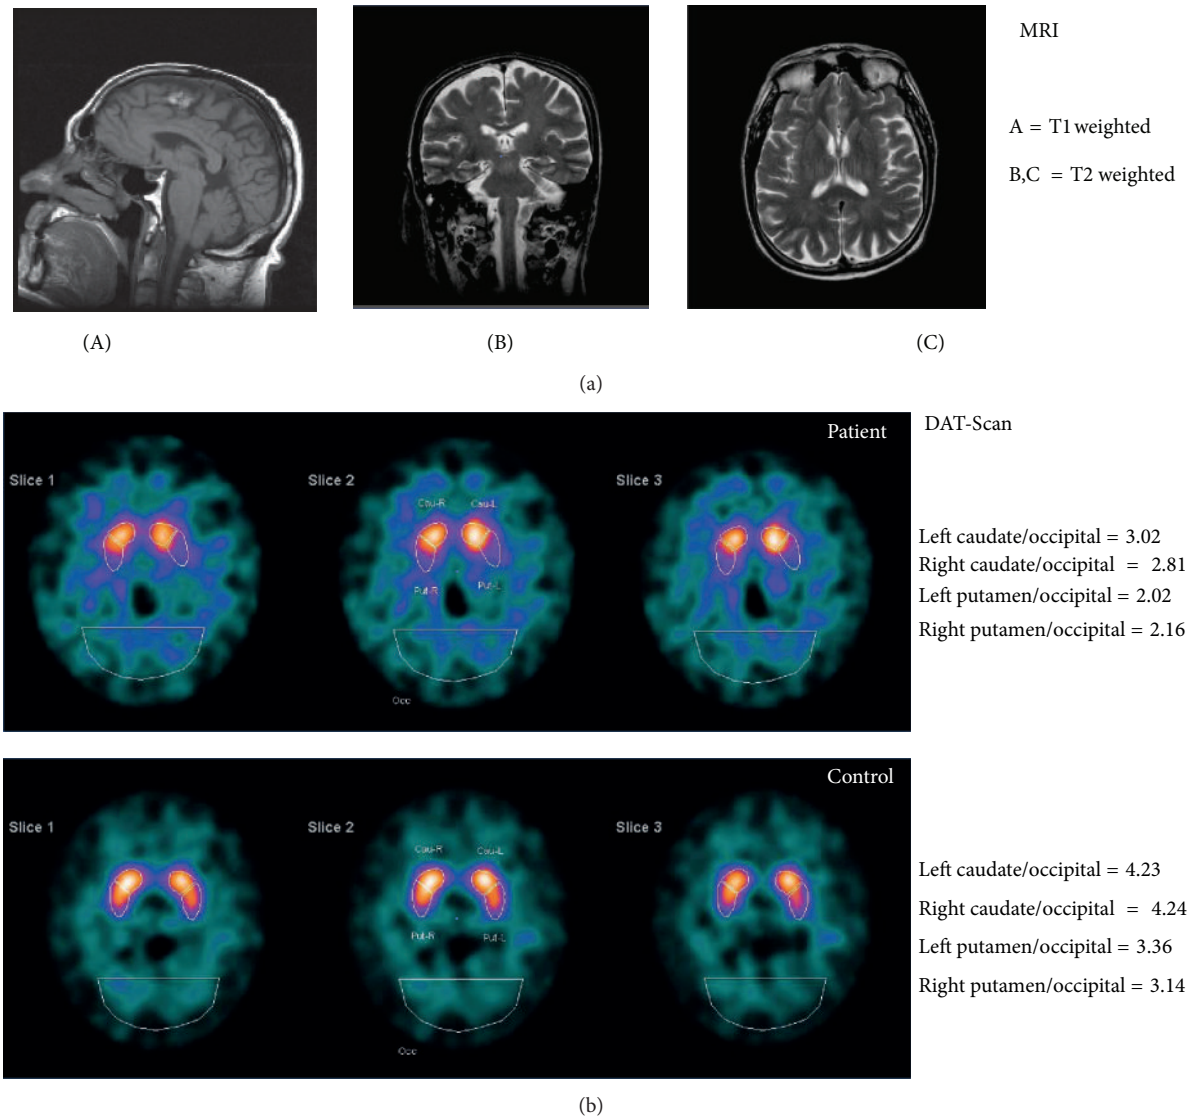 MRI
A = T1 weighted
B,C = T2 weighted
(A)
(B)
(C)
(a)
Patient
DAT-Scan
Slice 1
Slice 2
Slice 3
Cau-R
Cau-L
Put-R
Put-L
Occ
Left caudate/occipital = 3.02
Right caudate/occipital = 2.81
Left putamen/occipital = 2.02
Right putamen/occipital = 2.16
Control
Slice 1
Slice 2
Slice 3
Cau-R
Cau-L
Put-R
Put-L
Occ
Left caudate/occipital = 4.23
Right caudate/occipital = 4.24
Left putamen/occipital = 3.36
Right putamen/occipital = 3.14
(b)